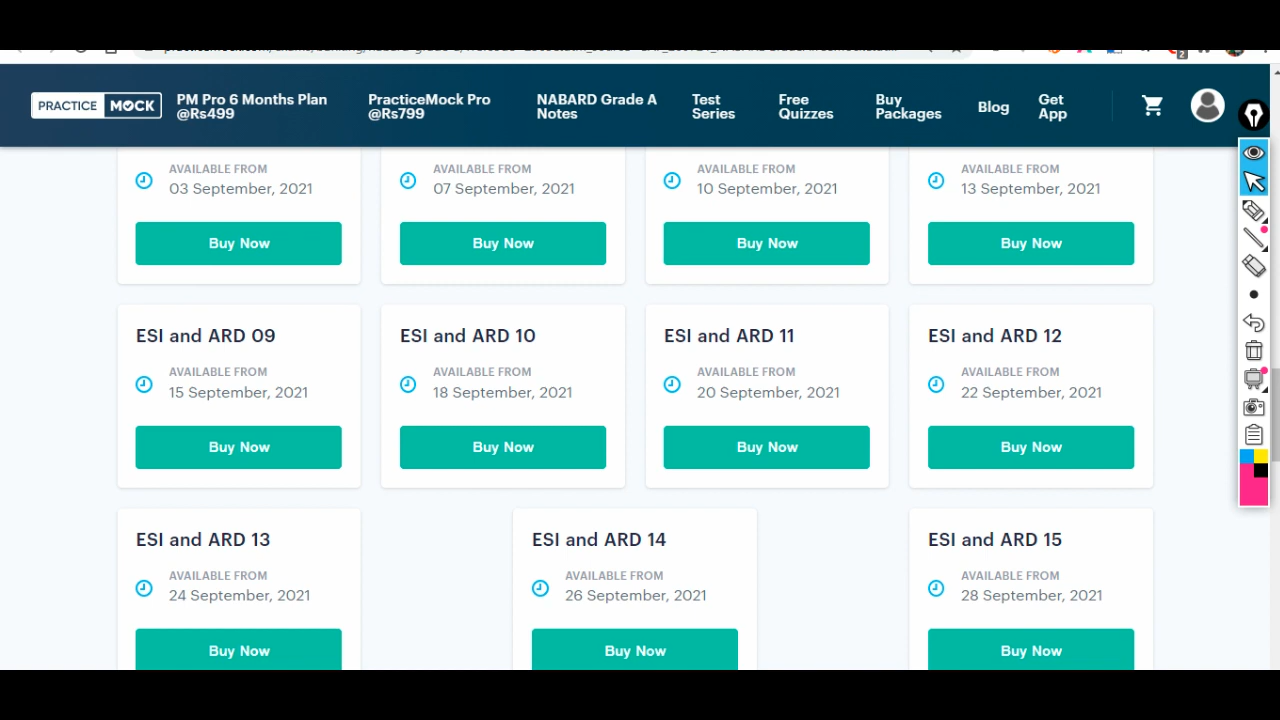 PRACTICE MOCK
PM Pro 6 Months Plan
@Rs499
PracticeMock Pro
@Rs799
NABARD Grade A
Notes
Test
Series
Free
Quizzes
Buy
Packages
Blog
Get
App
2
AVAILABLE FROM
03 September, 2021
Buy Now
AVAILABLE FROM
07 September, 2021
Buy Now
AVAILABLE FROM
10 September, 2021
Buy Now
AVAILABLE FROM
13 September, 2021
Buy Now
ESI and ARD 09
AVAILABLE FROM
15 September, 2021
Buy Now
ESI and ARD 10
AVAILABLE FROM
18 September, 2021
Buy Now
ESI and ARD 11
AVAILABLE FROM
20 September, 2021
Buy Now
ESI and ARD 12
AVAILABLE FROM
22 September, 2021
Buy Now
ESI and ARD 13
AVAILABLE FROM
24 September, 2021
Buy Now
ESI and ARD 14
AVAILABLE FROM
26 September, 2021
Buy Now
ESI and ARD 15
AVAILABLE FROM
28 September, 2021
Buy Now